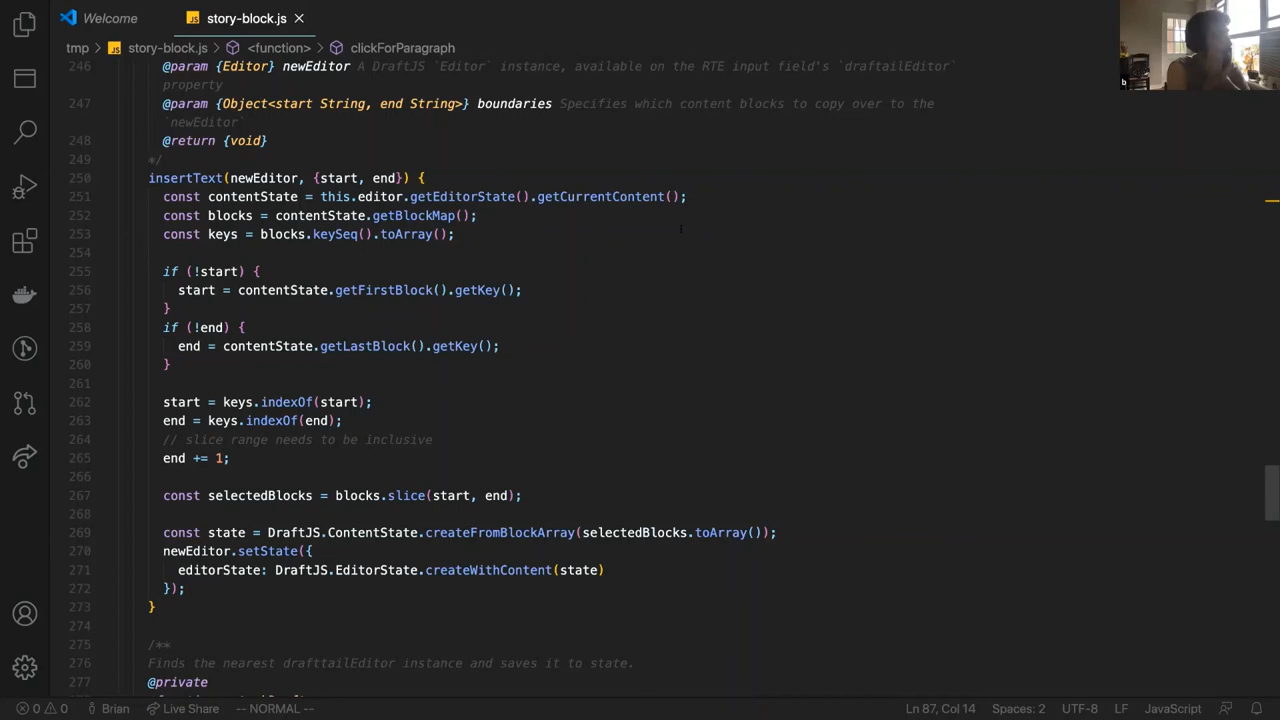 Welcome
JS story-block.js ×
tmp > JS story-block.js > <function> > clickForParagraph
246 @param {Editor} newEditor A DraftJS `Editor` instance, available on the RTE input field's `draftailEditor`
property
247 @param {Object<start String, end String>} boundaries Specifies which content blocks to copy over to the
`newEditor`
248 @return {void}
249 */
250 insertText(newEditor, {start, end}) {
251 const contentState = this.editor.getEditorState().getCurrentContent();
252 const blocks = contentState.getBlockMap();
253 const keys = blocks.keySeq().toArray();
254
255 if (!start) {
256 start = contentState.getFirstBlock().getKey();
257 }
258 if (!end) {
259 end = contentState.getLastBlock().getKey();
260 }
261
262 start = keys.indexOf(start);
263 end = keys.indexOf(end);
264 // slice range needs to be inclusive
265 end += 1;
266
267 const selectedBlocks = blocks.slice(start, end);
268
269 const state = DraftJS.ContentState.createFromBlockArray(selectedBlocks.toArray());
270 newEditor.setState({
271 editorState: DraftJS.EditorState.createWithContent(state)
272 });
273 }
274
275 /**
276 Finds the nearest drafttailEditor instance and saves it to state.
277 @private
0 0 Brian Live Share -- NORMAL -- Ln 87, Col 14 Spaces: 2 UTF-8 LF JavaScript